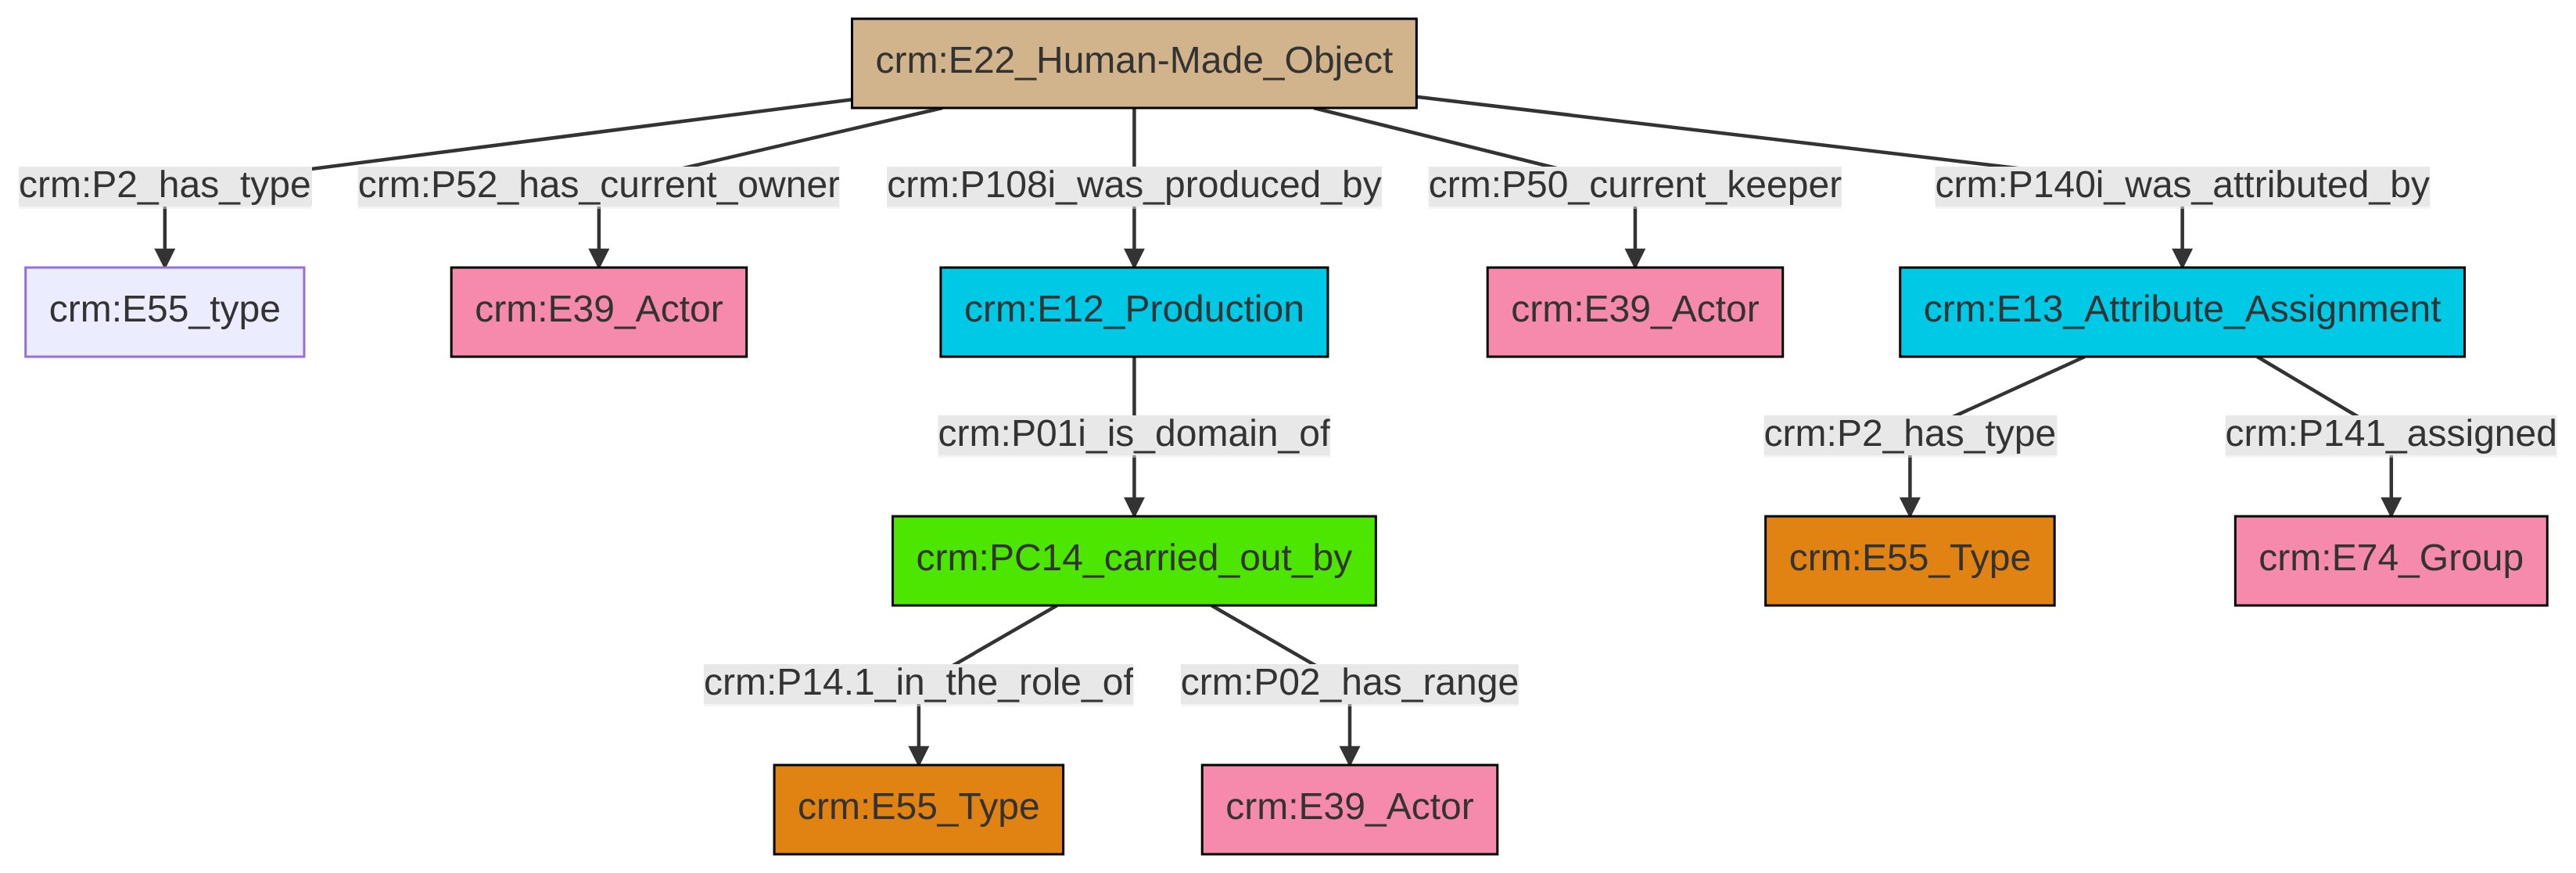 crm:E22_Human-Made_Object
crm:P2_has_type
crm:P52_has_current_owner
crm:P108i_was_produced_by
crm:P50_current_keeper
crm:P140i_was_attributed_by
crm:E55_type
crm:E39_Actor
crm:E12_Production
crm:E39_Actor
crm:E13_Attribute_Assignment
crm:P01i_is_domain_of
crm:P2_has_type
crm:P141_assigned
crm:PC14_carried_out_by
crm:E55_Type
crm:E74_Group
crm:P14.1_in_the_role_of
crm:P02_has_range
crm:E55_Type
crm:E39_Actor